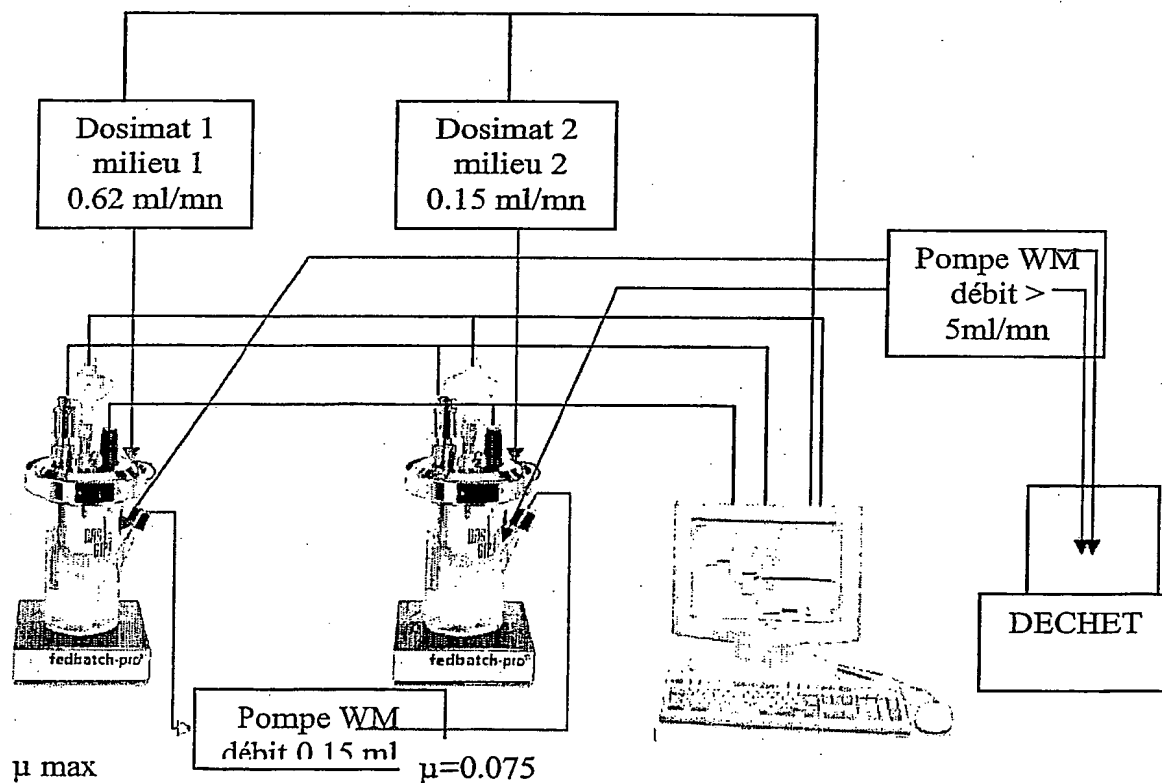 Dosimat 1
milieu 1
0.62 ml/mn
Dosimat 2
milieu 2
0.15 ml/mn
Pompe WM
débit >
5ml/mn
DECHET
fedbatch-pro
fedbatch-pro
Pompe WM
débit 0.15 ml
µ max
µ=0.075